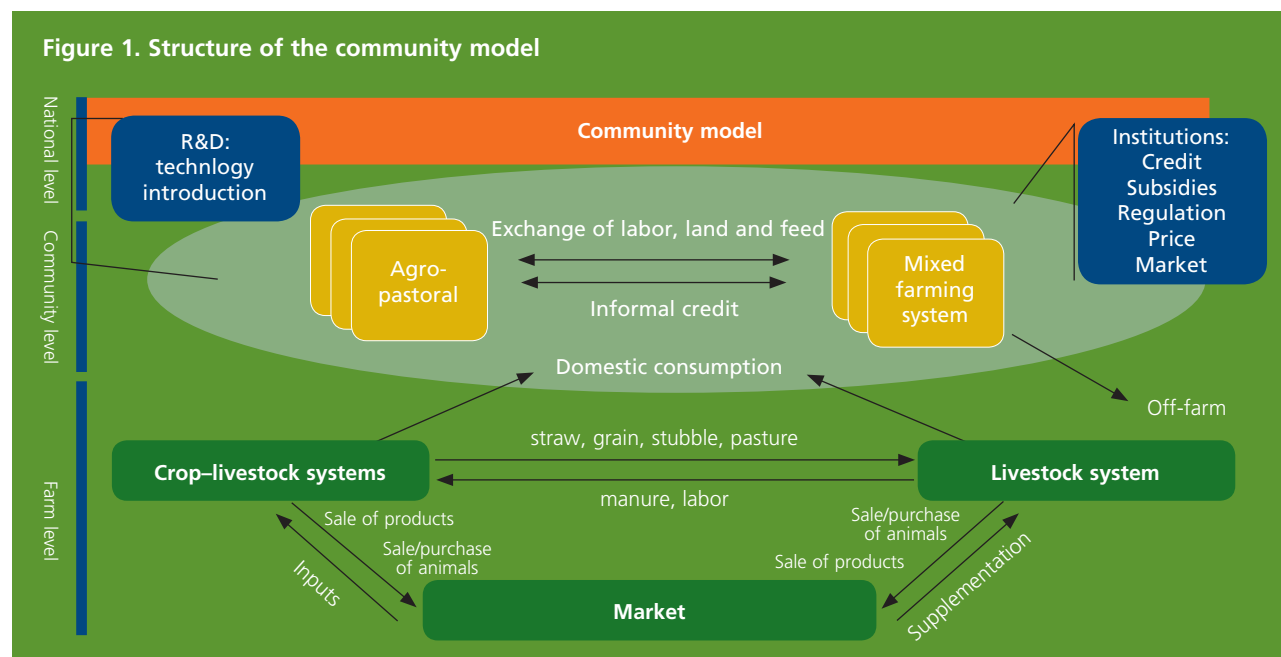 Figure 1. Structure of the community model
National level
Community model
R&D:
technlogy
introduction
Institutions:
Credit
Subsidies
Regulation
Price
Market
Community level
Exchange of labor, land and feed
Agro-
pastoral
Mixed
farming
system
Informal credit
Domestic consumption
Off-farm
Farm level
straw, grain, stubble, pasture
Crop–livestock systems
Livestock system
manure, labor
Sale of products
Sale/purchase
of animals
Inputs
Sale/purchase
of animals
Sale of products
Supplementation
Market